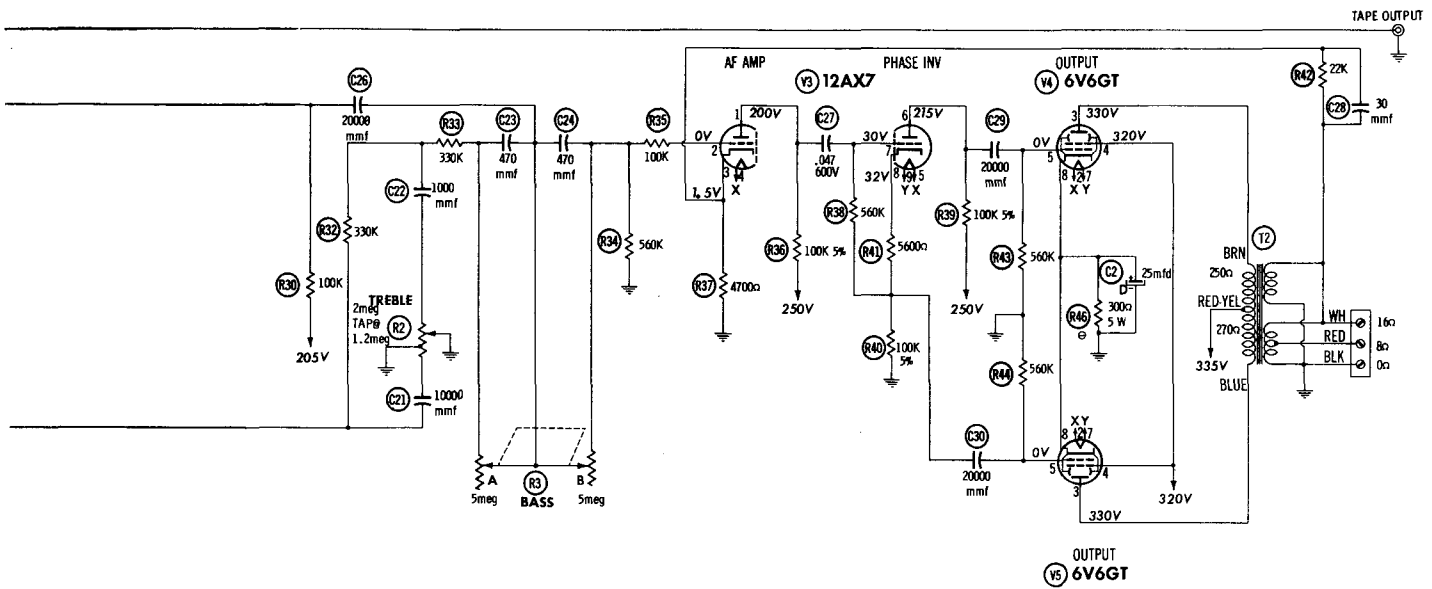 TAPE OUTPUT
AF AMP
V3 12AX7
PHASE INV
OUTPUT
V4 6V6GT
R42 22K
C28 30
mmf
C26
20000
mmf
R33
330K
C23
470
mmf
C24
470
mmf
R35
100K
0V
2
1
200V
3
4
X
1.5V
C27
.047
600V
30V
7
6
215V
32V
8
9
5
Y X
C29
20000
mmf
0V
5
3
330V
320V
4
8
2
7
X Y
C22
1000
mmf
R32 330K
R30 100K
205V
TREBLE
2meg
TAP@
1.2meg
R2
C21
10000
mmf
R34 560K
R37 4700Ω
R36 100K 5%
250V
R38 560K
R41 5600Ω
R40 100K
5%
R39 100K 5%
250V
R43 560K
R44 560K
C2 25mfd
R46
300Ω
5 W
T2
BRN
250Ω
RED-YEL
270Ω
335V
BLUE
WH 16Ω
RED 8Ω
BLK 0Ω
A
5meg
R3
BASS
B
5meg
C30
20000
mmf
0V
X Y
8
2
7
5
4
3
330V
320V
OUTPUT
V5 6V6GT